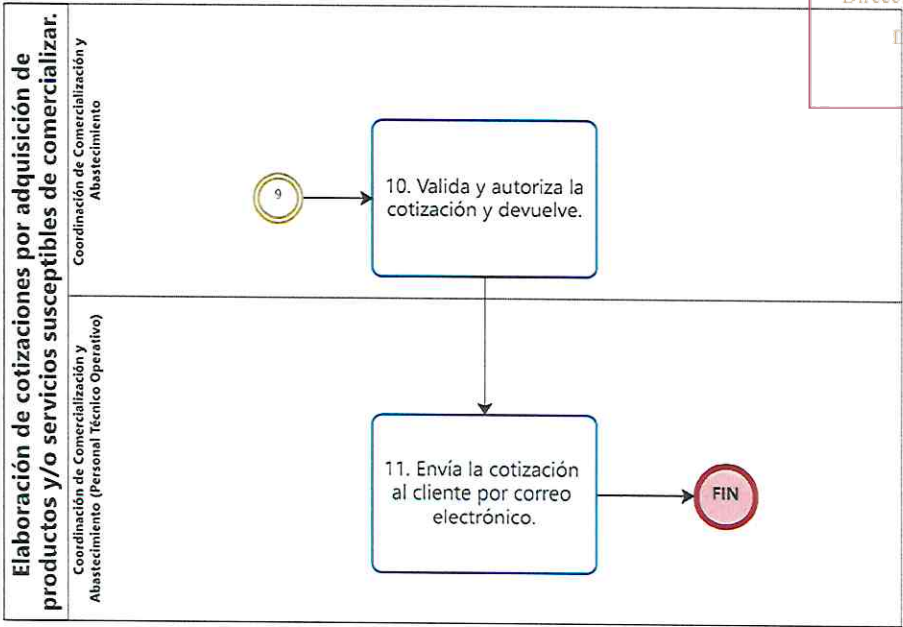 Elaboración de cotizaciones por adquisición de
productos y/o servicios susceptibles de comercializar.
Coordinación de Comercialización y
Abastecimiento
9
10. Valida y autoriza la
cotización y devuelve.
Coordinación de Comercialización y
Abastecimiento (Personal Técnico Operativo)
11. Envía la cotización
al cliente por correo
electrónico.
FIN